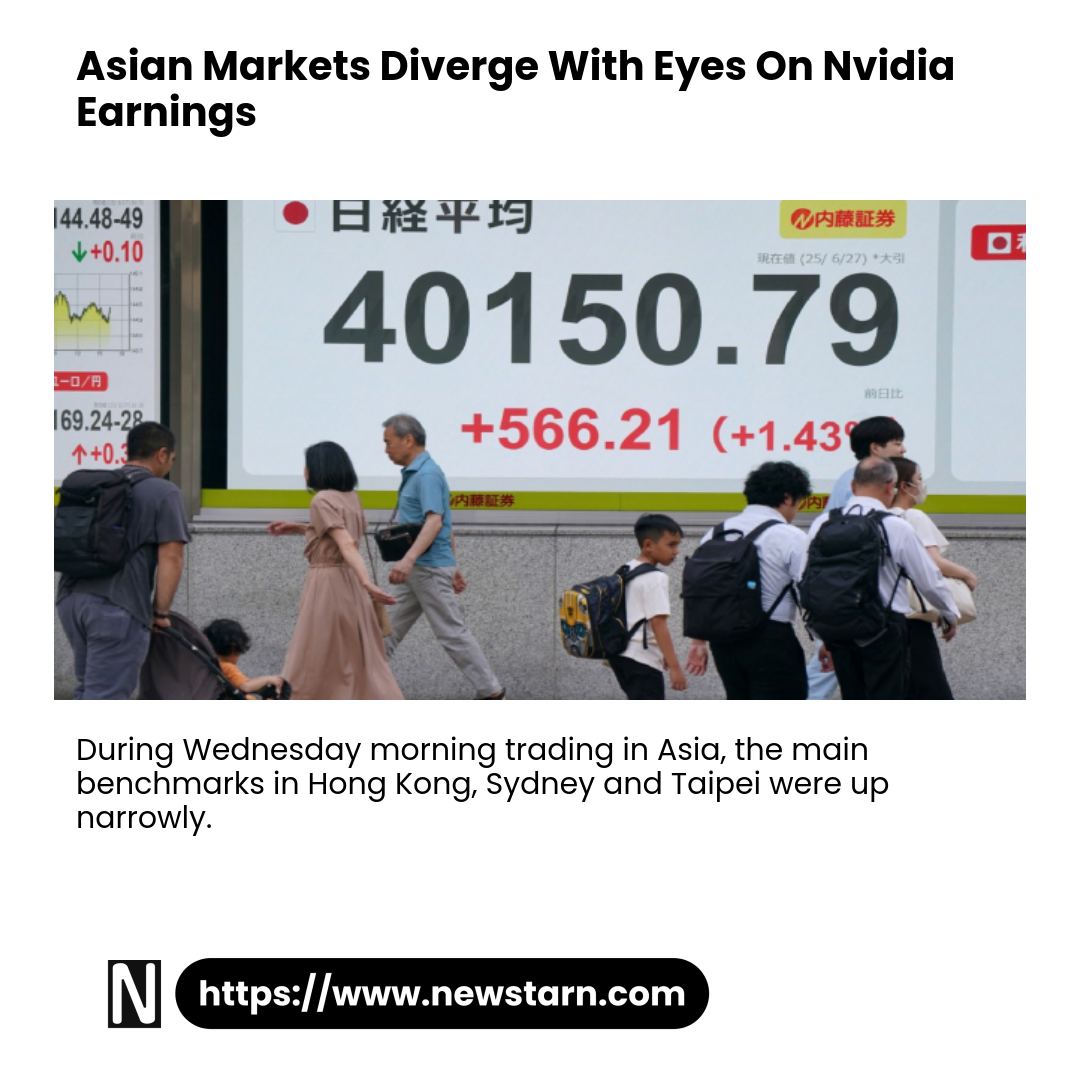 Asian Markets Diverge With Eyes On Nvidia
Earnings
144.48-49
↓+0.10
ユーロ/円
169.24-28
↑+0.3
日経平均
内藤証券
現在値 (25/ 6/27) *大引
40150.79
前日比
+566.21 (+1.43%
内藤証券
During Wednesday morning trading in Asia, the main
benchmarks in Hong Kong, Sydney and Taipei were up
narrowly.
N
https://www.newstarn.com